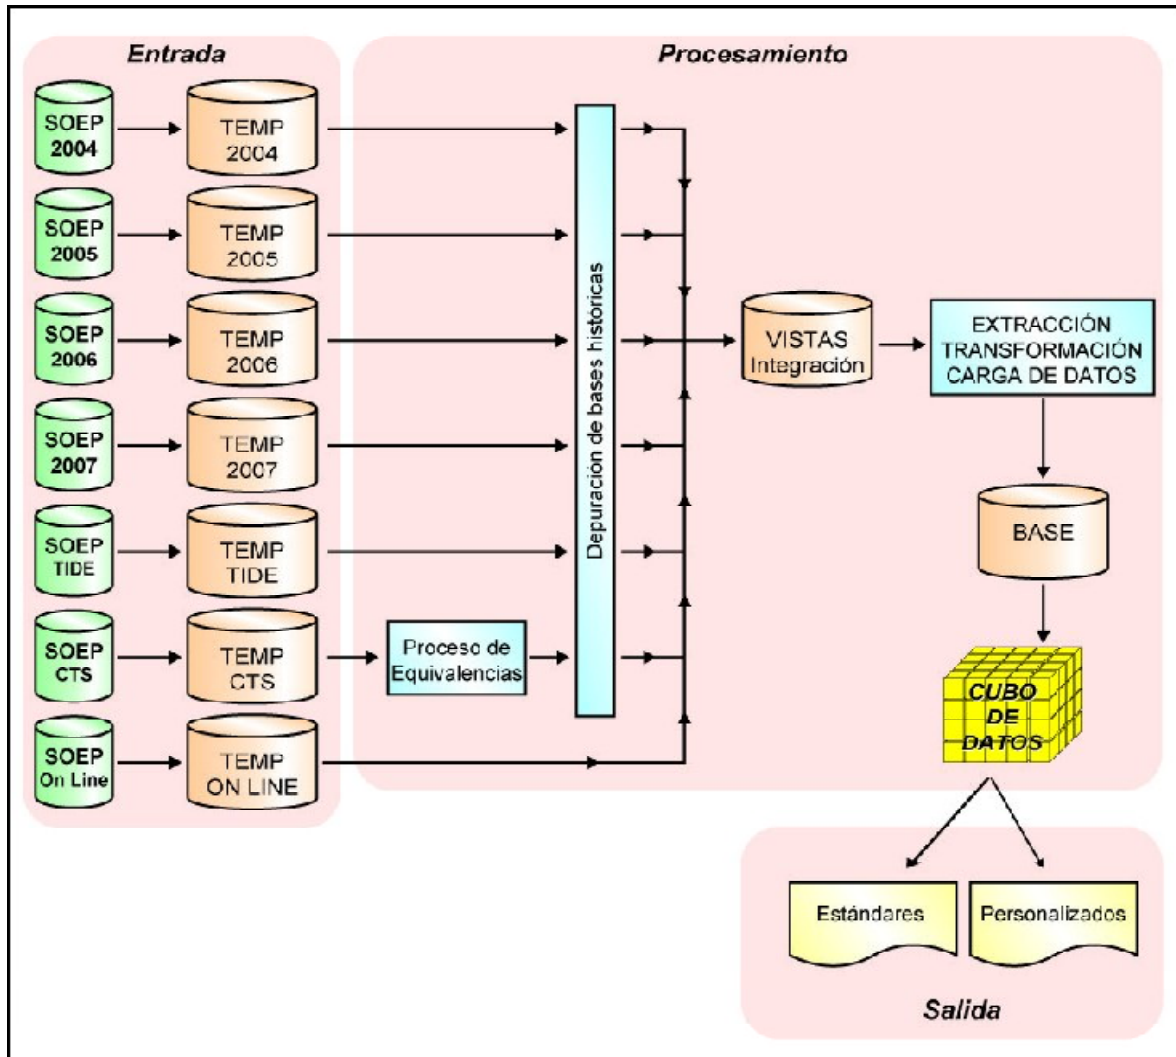 Entrada
Procesamiento
SOEP
2004
TEMP
2004
SOEP
2005
TEMP
2005
SOEP
2006
TEMP
2006
SOEP
2007
TEMP
2007
SOEP
TIDE
TEMP
TIDE
SOEP
CTS
TEMP
CTS
SOEP
On Line
TEMP
ON LINE
Proceso de
Equivalencias
Depuración de bases históricas
VISTAS
Integración
EXTRACCIÓN
TRANSFORMACIÓN
CARGA DE DATOS
BASE
CUBO
DE
DATOS
Estándares
Personalizados
Salida